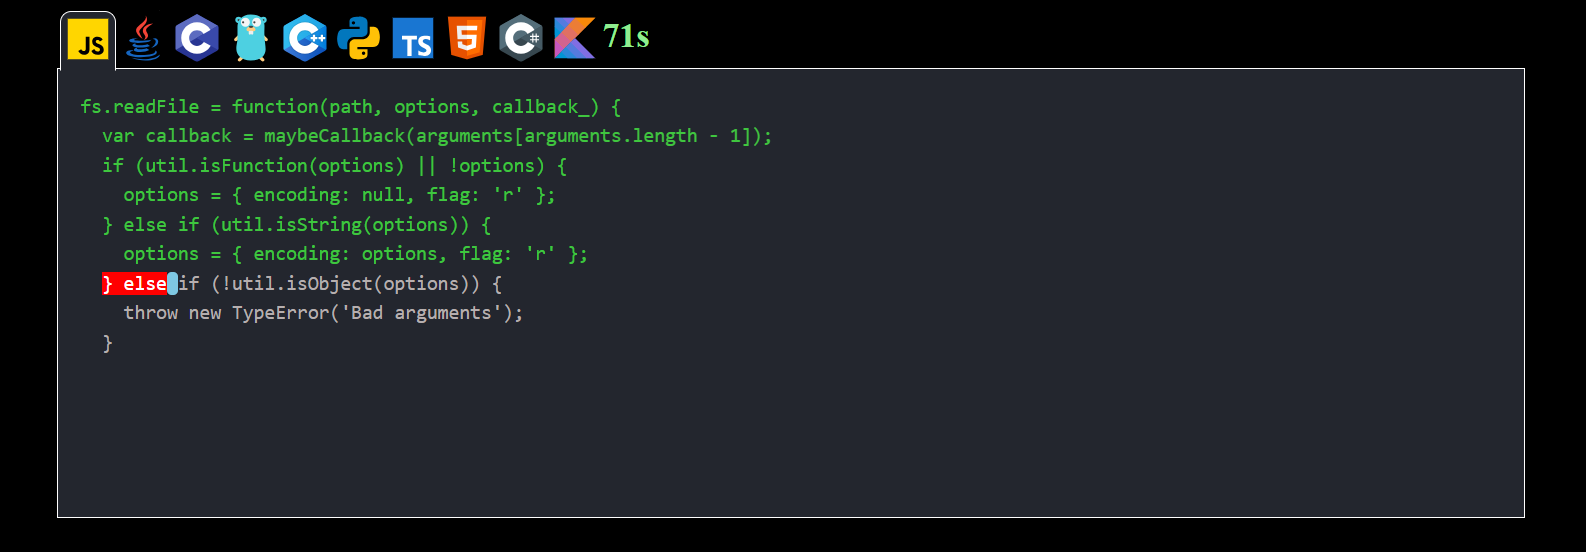 JS C C++ TS 5 C# 71s
fs.readFile = function(path, options, callback_) {
  var callback = maybeCallback(arguments[arguments.length - 1]);
  if (util.isFunction(options) || !options) {
    options = { encoding: null, flag: 'r' };
  } else if (util.isString(options)) {
    options = { encoding: options, flag: 'r' };
  } else if (!util.isObject(options)) {
    throw new TypeError('Bad arguments');
  }